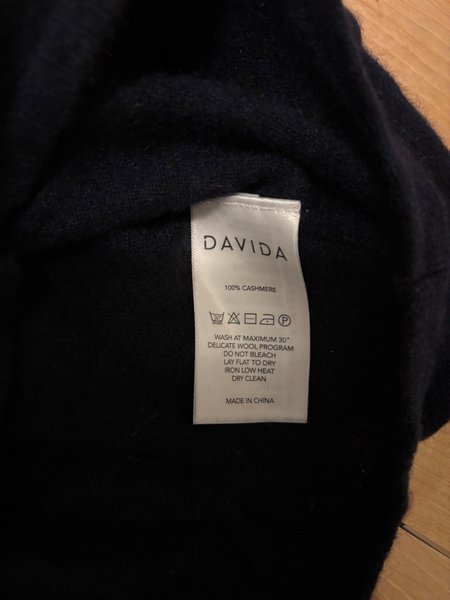 DAVIDA
100% CASHMERE
P
WASH AT MAXIMUM 30°
DELICATE WOOL PROGRAM
DO NOT BLEACH
LAY FLAT TO DRY
IRON LOW HEAT
DRY CLEAN
MADE IN CHINA